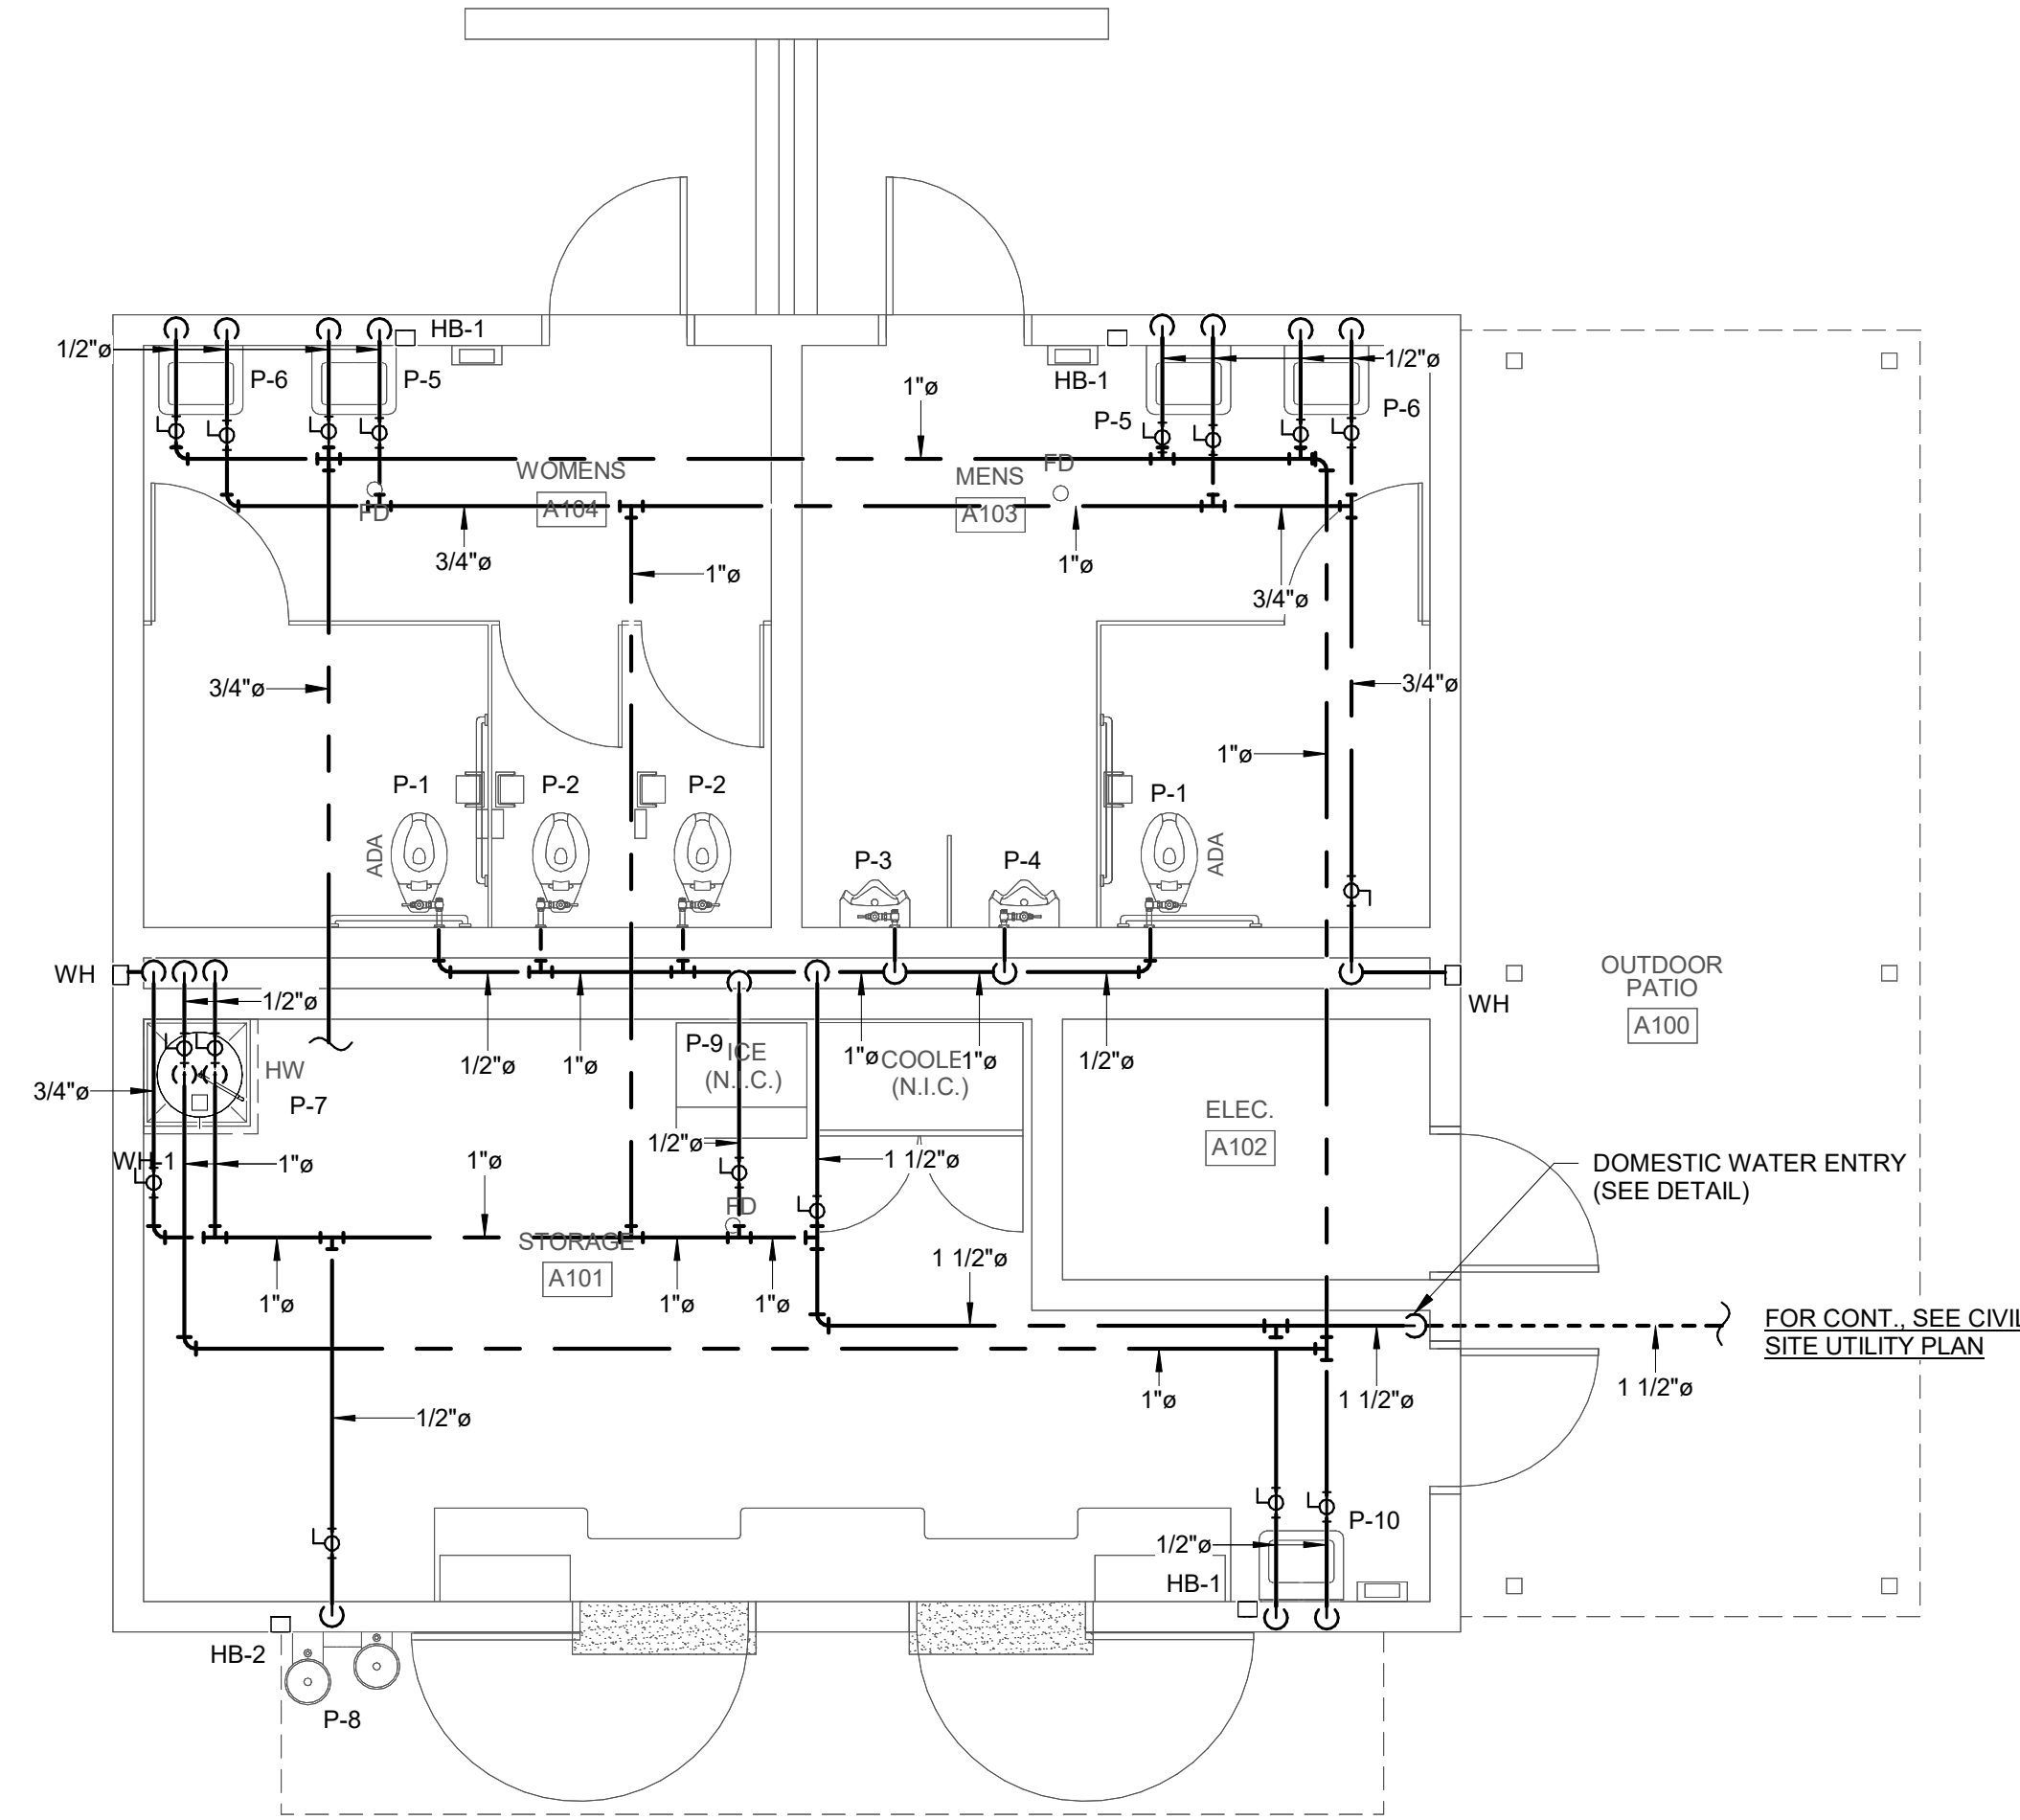 HB-1
1/2"ø
P-6
P-5
1"ø
HB-1
1/2"ø
P-5
P-6
WOMENS
A104
FD
MENS
A103
FD
3/4"ø
1"ø
1"ø
3/4"ø
3/4"ø
3/4"ø
1"ø
P-1
P-2
P-2
P-1
ADA
P-3
P-4
ADA
WH
1/2"ø
WH
OUTDOOR
PATIO
A100
3/4"ø
HW
P-7
1/2"ø
1"ø
P-9
ICE
(N.I.C.)
1"ø
COOLE
(N.I.C.)
1"ø
1/2"ø
ELEC.
A102
WH-1
1"ø
1"ø
1/2"ø
1 1/2"ø
DOMESTIC WATER ENTRY
(SEE DETAIL)
FD
STORAGE
A101
1 1/2"ø
1"ø
1"ø
1"ø
FOR CONT., SEE CIVIL
SITE UTILITY PLAN
1"ø
1 1/2"ø
1 1/2"ø
1/2"ø
P-10
1/2"ø
HB-1
HB-2
P-8